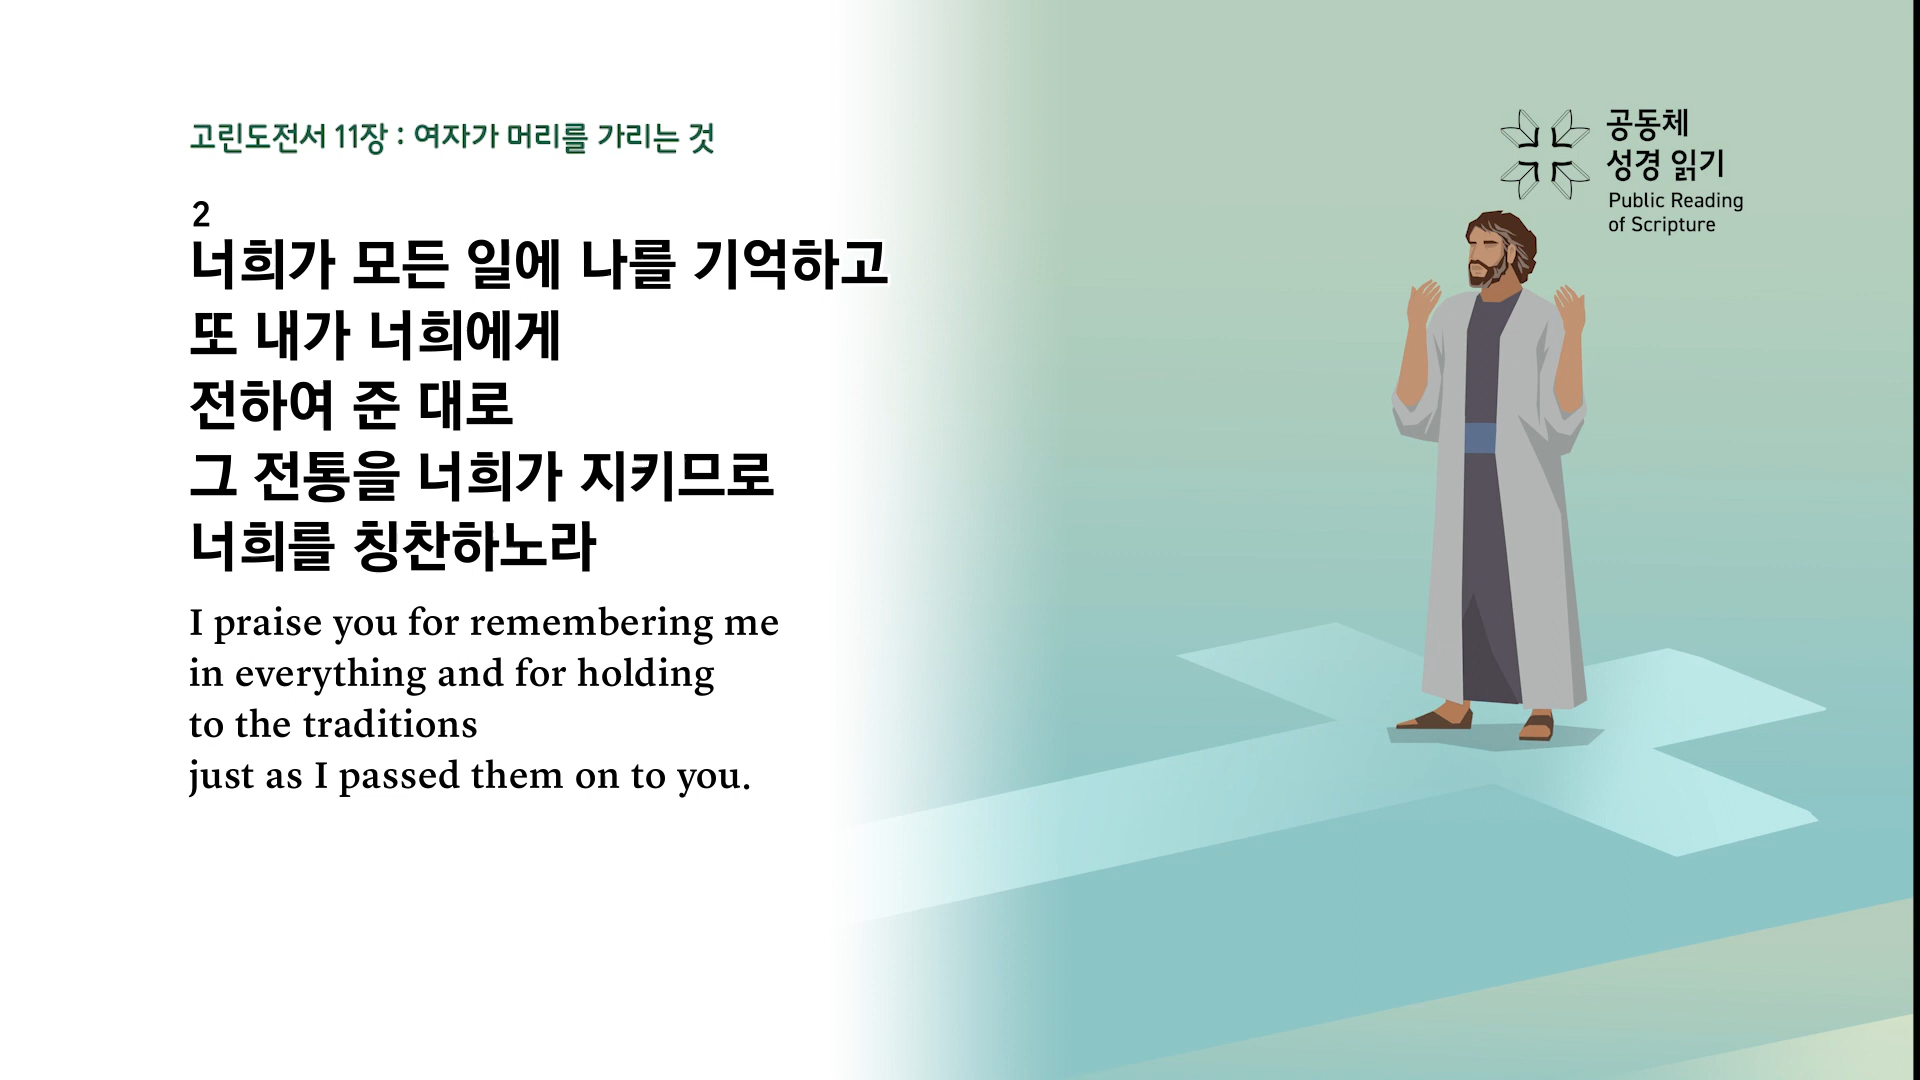 고린도전서 11장 : 여자가 머리를 가리는 것
2
너희가 모든 일에 나를 기억하고
또 내가 너희에게
전하여 준 대로
그 전통을 너희가 지키므로
너희를 칭찬하노라
I praise you for remembering me
in everything and for holding
to the traditions
just as I passed them on to you.
공동체
성경 읽기
Public Reading
of Scripture